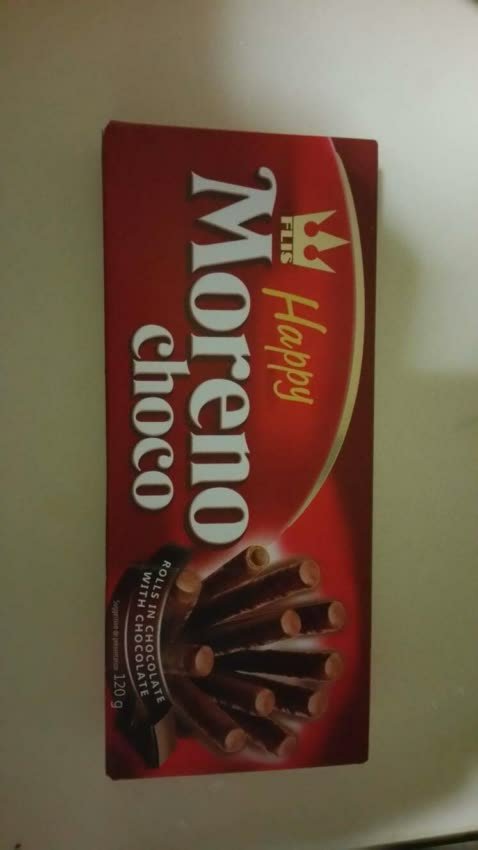 FLIS
Happy
Moreno
choco
ROLLS IN CHOCOLATE
WITH CHOCOLATE
120 g